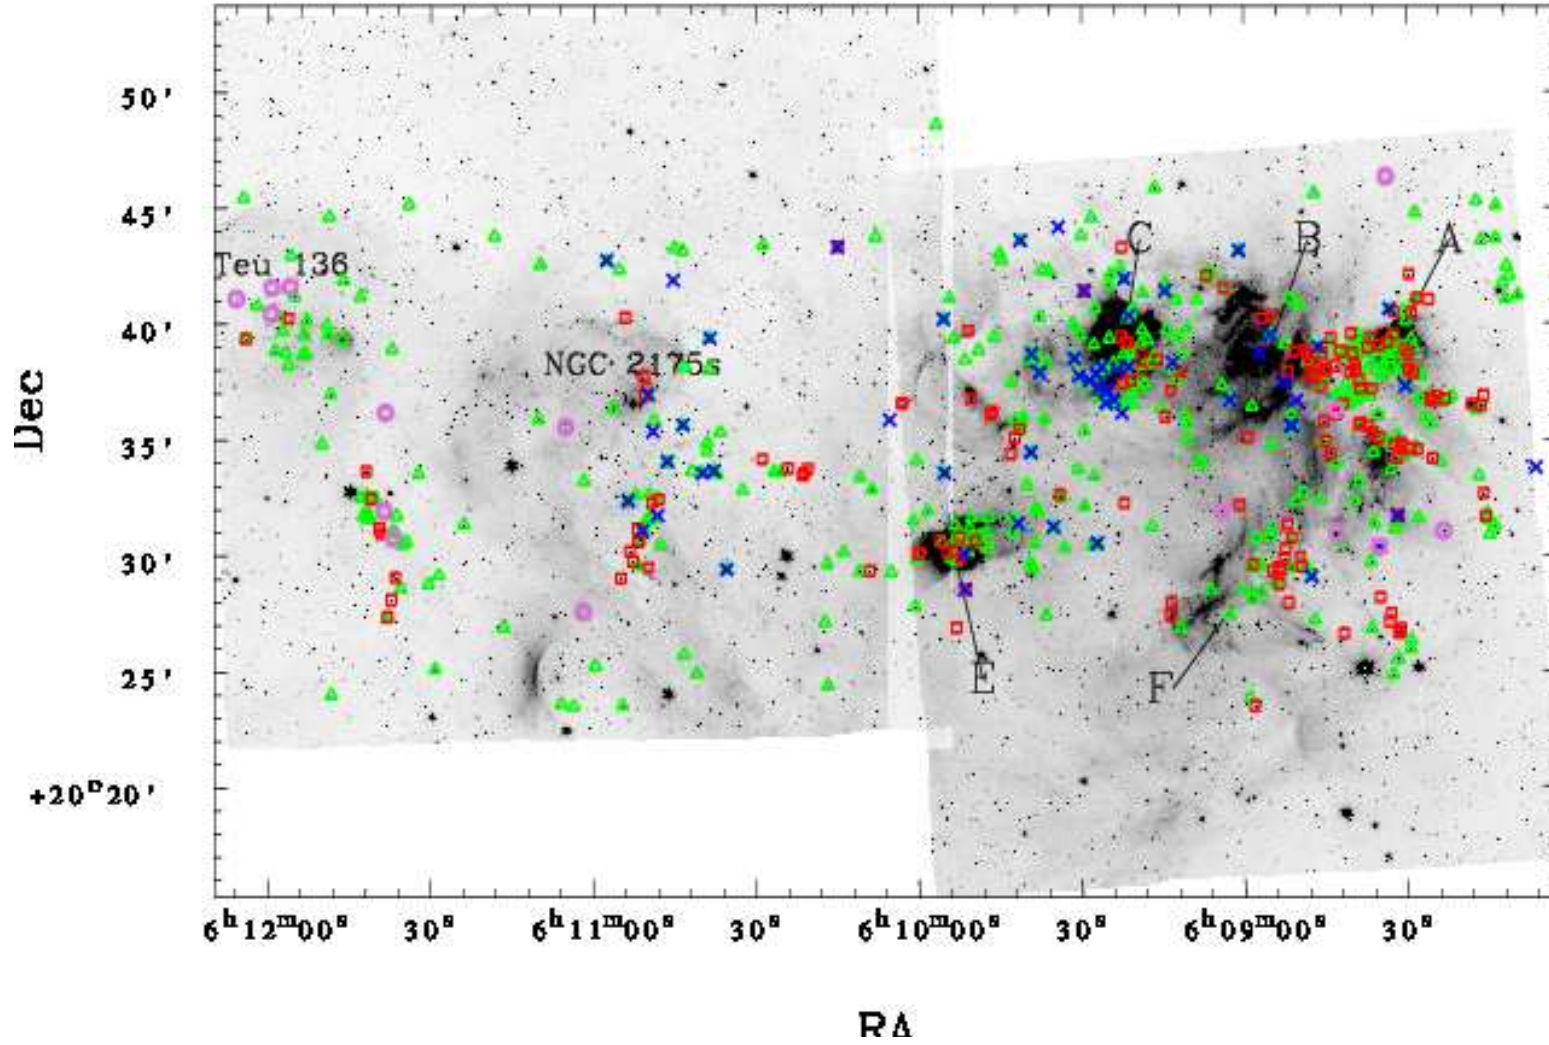 50'
45'
C B A
Teu 136
40'
NGC 2175s
Dec
35'
30'
E F
25'
+20° 20'
6ʰ12ᵐ00ˢ 30ˢ 6ʰ11ᵐ00ˢ 30ˢ 6ʰ10ᵐ00ˢ 30ˢ 6ʰ09ᵐ00ˢ 30ˢ
RA